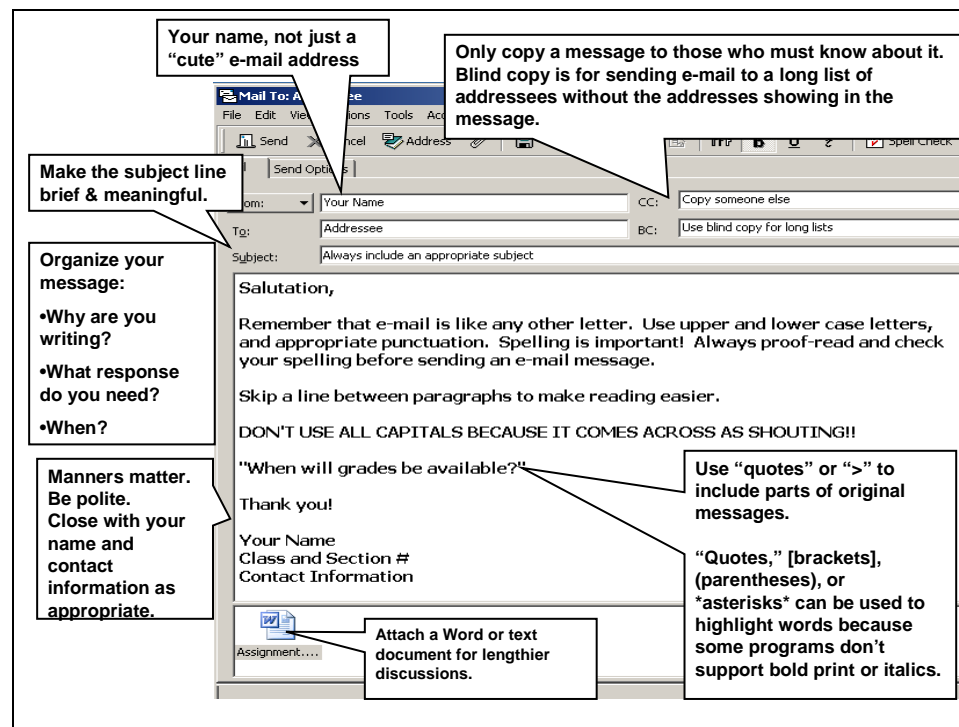 Your name, not just a
“cute” e-mail address
Only copy a message to those who must know about it.
Blind copy is for sending e-mail to a long list of
addressees without the addresses showing in the
message.
Mail To: A ee
File Edit Vie ions Tools Ac
Send ncel Address B U Spell Check
Send Op s
Make the subject line
brief & meaningful.
om: Your Name CC: Copy someone else
To: Addressee BC: Use blind copy for long lists
Subject: Always include an appropriate subject
Organize your
message:
•Why are you
writing?
•What response
do you need?
•When?
Salutation,
Remember that e-mail is like any other letter. Use upper and lower case letters,
and appropriate punctuation. Spelling is important! Always proof-read and check
your spelling before sending an e-mail message.
Skip a line between paragraphs to make reading easier.
DON'T USE ALL CAPITALS BECAUSE IT COMES ACROSS AS SHOUTING!!
"When will grades be available?"
Thank you!
Your Name
Class and Section #
Contact Information
Manners matter.
Be polite.
Close with your
name and
contact
information as
appropriate.
Use “quotes” or “>” to
include parts of original
messages.
“Quotes,” [brackets],
(parentheses), or
*asterisks* can be used to
highlight words because
some programs don’t
support bold print or italics.
Assignment....
Attach a Word or text
document for lengthier
discussions.